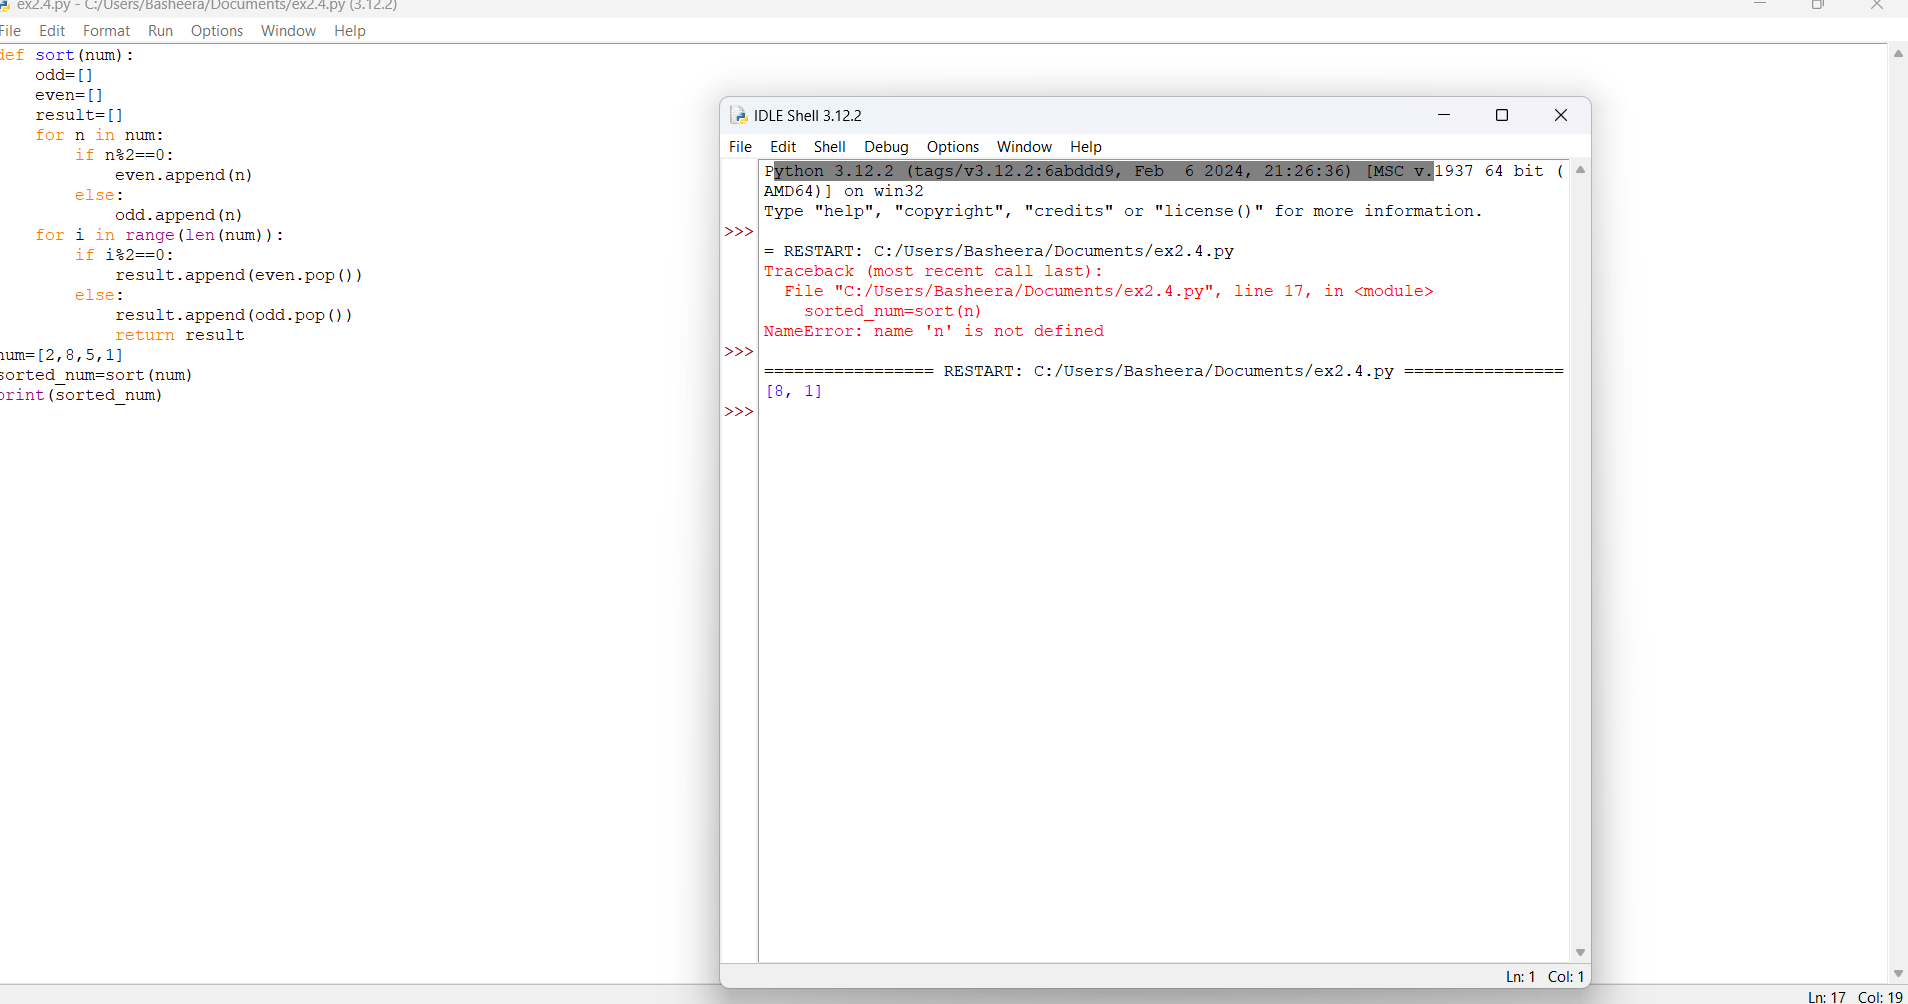 ex2.4.py - C:/Users/Basheera/Documents/ex2.4.py (3.12.2)
File Edit Format Run Options Window Help
def sort(num):
    odd=[]
    even=[]
    result=[]
    for n in num:
        if n%2==0:
            even.append(n)
        else:
            odd.append(n)
    for i in range(len(num)):
        if i%2==0:
            result.append(even.pop())
        else:
            result.append(odd.pop())
            return result
num=[2,8,5,1]
sorted_num=sort(num)
print(sorted_num)
Ln: 17 Col: 19
IDLE Shell 3.12.2
File Edit Shell Debug Options Window Help
Python 3.12.2 (tags/v3.12.2:6abddd9, Feb  6 2024, 21:26:36) [MSC v.1937 64 bit (
AMD64)] on win32
Type "help", "copyright", "credits" or "license()" for more information.
>>>
= RESTART: C:/Users/Basheera/Documents/ex2.4.py
Traceback (most recent call last):
  File "C:/Users/Basheera/Documents/ex2.4.py", line 17, in <module>
    sorted_num=sort(n)
NameError: name 'n' is not defined
>>>
================= RESTART: C:/Users/Basheera/Documents/ex2.4.py ================
[8, 1]
>>>
Ln: 1 Col: 1